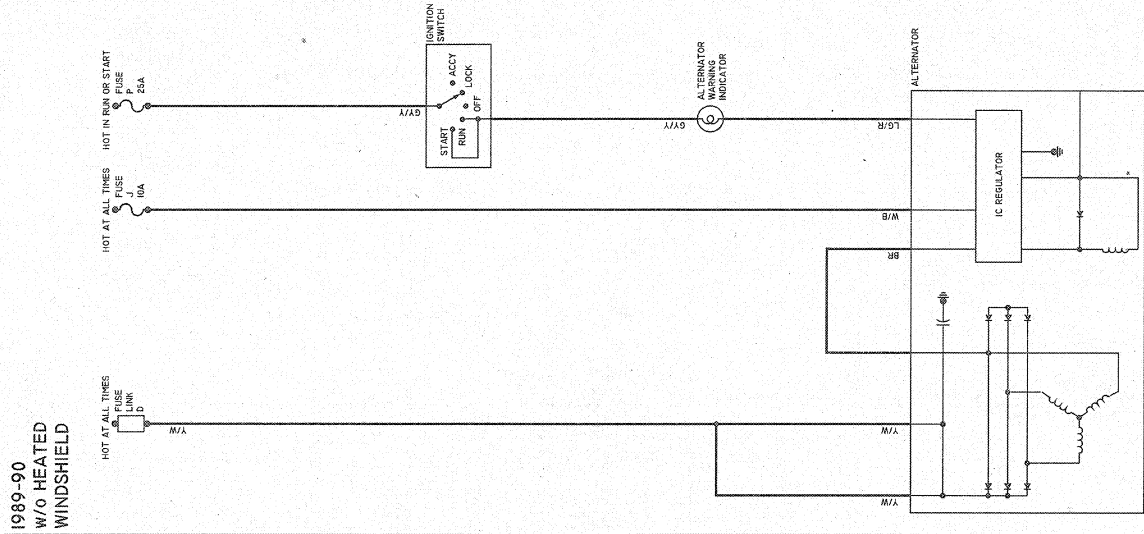 1989-90
W/O HEATED
WINDSHIELD
HOT AT ALL TIMES
FUSE
LINK
D
Y/W
Y/W
Y/W
HOT AT ALL TIMES
FUSE
J
10A
W/B
BR
HOT IN RUN OR START
FUSE
P
25A
GY/Y
IGNITION
SWITCH
ACCY
LOCK
OFF
RUN
START
GY/Y
ALTERNATOR
WARNING
INDICATOR
LG/R
ALTERNATOR
IC REGULATOR
*